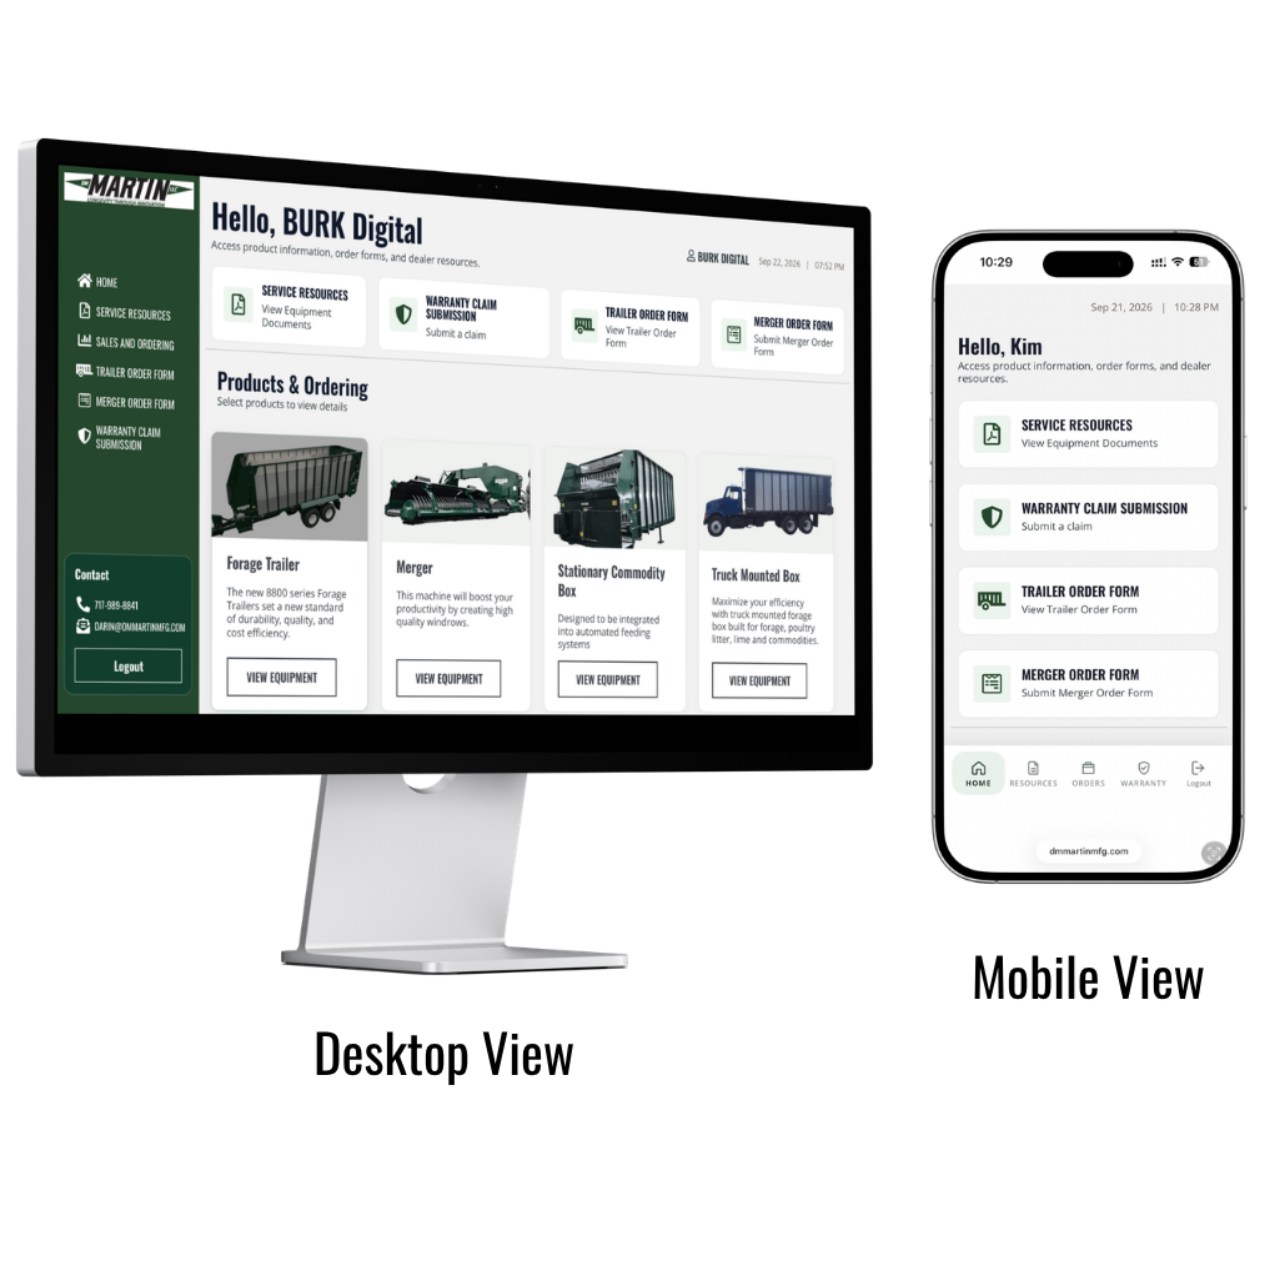 MARTIN
HOME
SERVICE RESOURCES
SALES AND ORDERING
TRAILER ORDER FORM
MERGER ORDER FORM
WARRANTY CLAIM
SUBMISSION
Contact
717-989-8841
DARIN@DMMARTINMFG.COM
Logout
Hello, BURK Digital
Access product information, order forms, and dealer resources.
BURK DIGITAL Sep 22, 2026 | 07:52 PM
SERVICE RESOURCES
View Equipment
Documents
WARRANTY CLAIM
SUBMISSION
Submit a claim
TRAILER ORDER FORM
View Trailer Order
Form
MERGER ORDER FORM
Submit Merger Order
Form
Products & Ordering
Select products to view details
Forage Trailer
The new 8800 series Forage
Trailers set a new standard
of durability, quality, and
cost efficiency.
VIEW EQUIPMENT
Merger
This machine will boost your
productivity by creating high
quality windrows.
VIEW EQUIPMENT
Stationary Commodity
Box
Designed to be integrated
into automated feeding
systems
VIEW EQUIPMENT
Truck Mounted Box
Maximize your efficiency
with truck mounted forage
box built for forage, poultry
litter, lime and commodities.
VIEW EQUIPMENT
Desktop View
10:29
Sep 21, 2026 | 10:28 PM
Hello, Kim
Access product information, order forms, and dealer
resources.
SERVICE RESOURCES
View Equipment Documents
WARRANTY CLAIM SUBMISSION
Submit a claim
TRAILER ORDER FORM
View Trailer Order Form
MERGER ORDER FORM
Submit Merger Order Form
HOME RESOURCES ORDERS WARRANTY Logout
dmmartinmfg.com
Mobile View